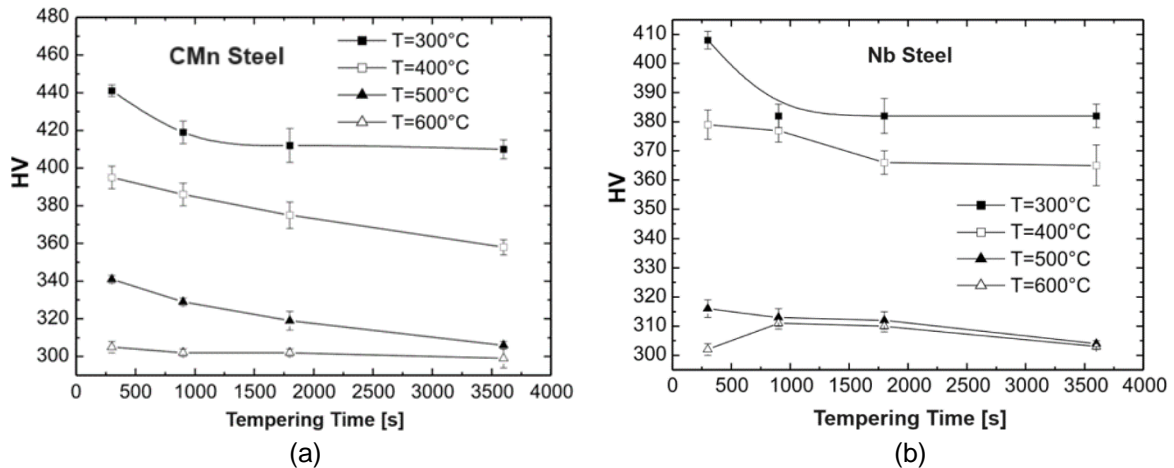 480
460
440
420
400
380
360
340
320
300
HV
CMn Steel
T=300°C
T=400°C
T=500°C
T=600°C
0 500 1000 1500 2000 2500 3000 3500 4000
Tempering Time [s]
(a)
410
400
390
380
370
360
350
340
330
320
310
300
HV
Nb Steel
T=300°C
T=400°C
T=500°C
T=600°C
0 500 1000 1500 2000 2500 3000 3500 4000
Tempering Time [s]
(b)